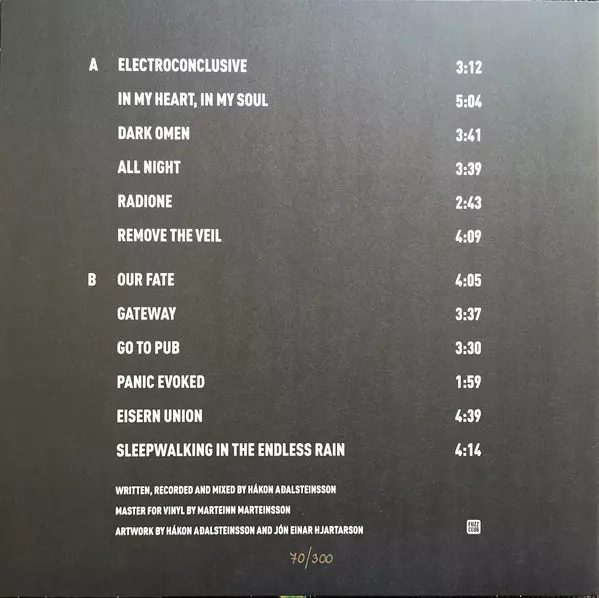 A ELECTROCONCLUSIVE 3:12
IN MY HEART, IN MY SOUL 5:04
DARK OMEN 3:41
ALL NIGHT 3:39
RADIONE 2:43
REMOVE THE VEIL 4:09
B OUR FATE 4:05
GATEWAY 3:37
GO TO PUB 3:30
PANIC EVOKED 1:59
EISERN UNION 4:39
SLEEPWALKING IN THE ENDLESS RAIN 4:14
WRITTEN, RECORDED AND MIXED BY HÁKON AÐALSTEINSSON
MASTER FOR VINYL BY MARTEINN MARTEINSSON
ARTWORK BY HÁKON AÐALSTEINSSON AND JÓN EINAR HJARTARSON
FUZZ
CLUB
70/300